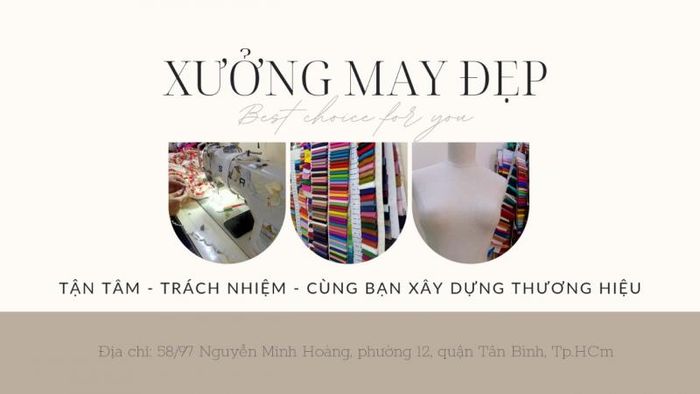 XƯỞNG MAY ĐẸP
Best choice for you
TẬN TÂM - TRÁCH NHIỆM - CÙNG BẠN XÂY DỰNG THƯƠNG HIỆU
Địa chỉ: 58/97 Nguyễn Minh Hoàng, phường 12, quận Tân Bình, Tp.HCm